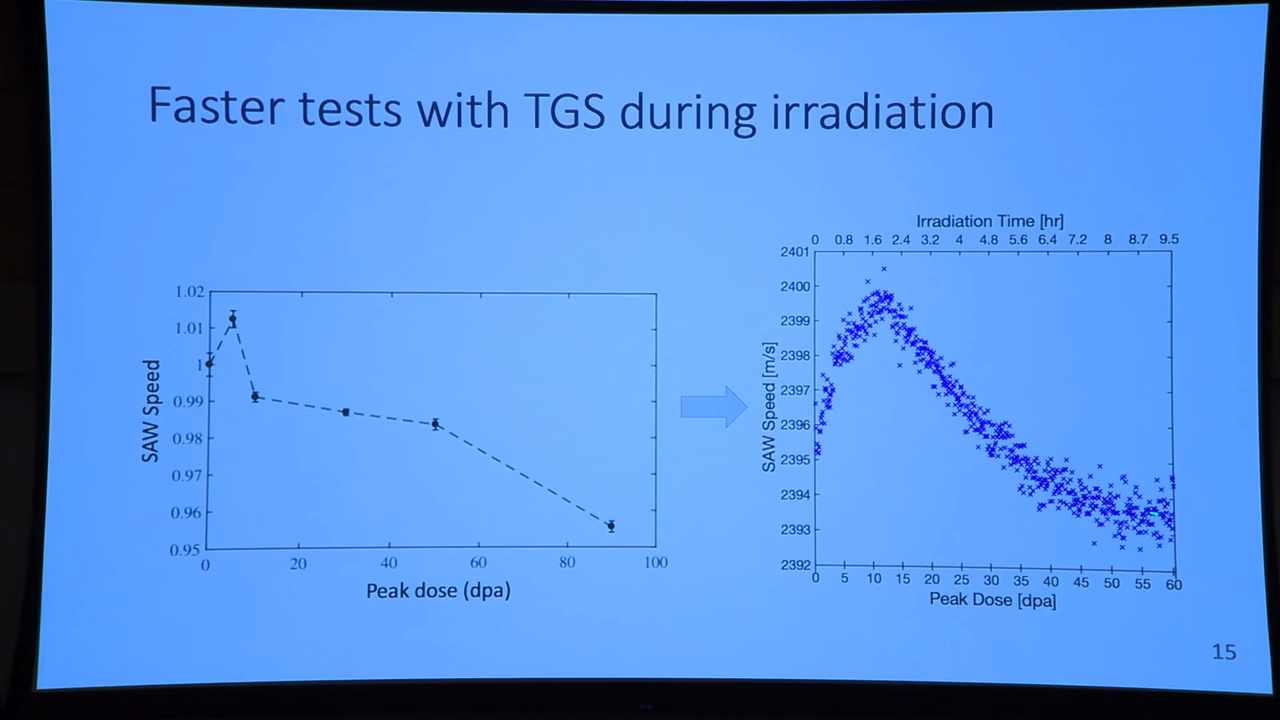 Faster tests with TGS during irradiation
1.02
1.01
1
0.99
0.98
0.97
0.96
0.95
0 20 40 60 80 100
SAW Speed
Peak dose (dpa)
Irradiation Time [hr]
0 0.8 1.6 2.4 3.2 4 4.8 5.6 6.4 7.2 8 8.7 9.5
2401
2400
2399
2398
2397
2396
2395
2394
2393
2392
0 5 10 15 20 25 30 35 40 45 50 55 60
SAW Speed [m/s]
Peak Dose [dpa]
15